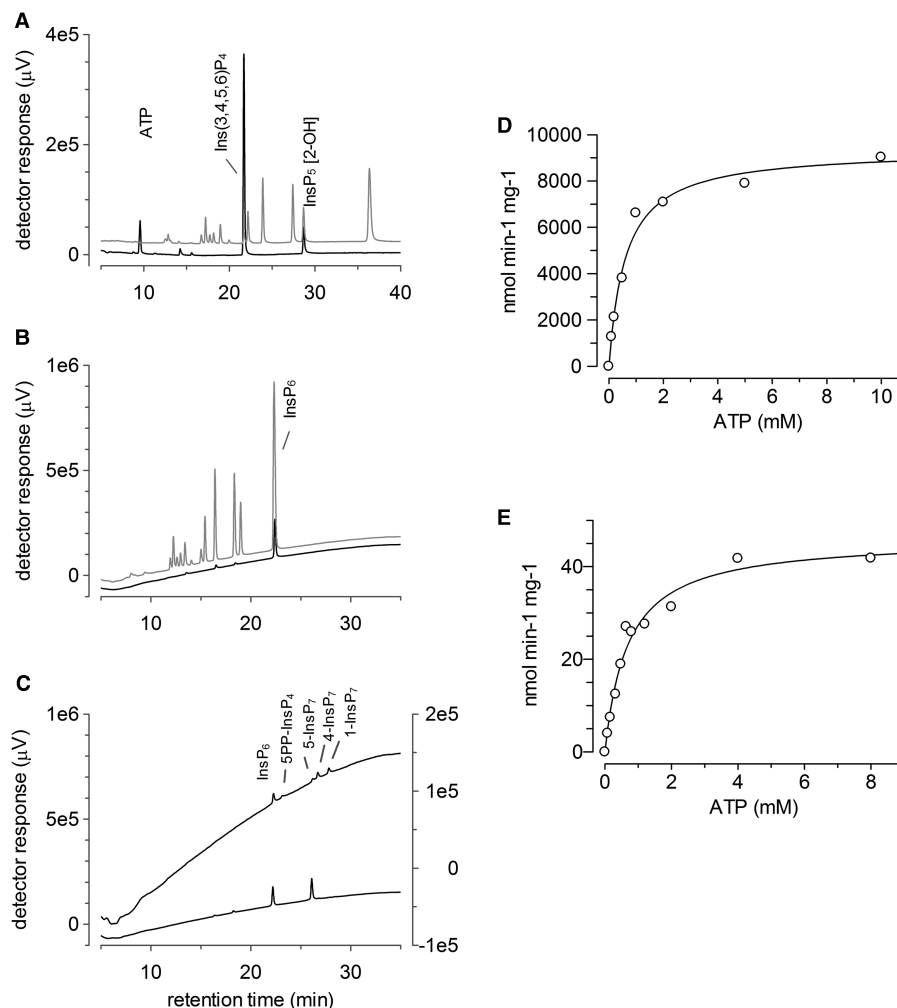 A
4e5
2e5
0
detector response (µV)
ATP
Ins(3,4,5,6)P4
InsP5 [2-OH]
10 20 30 40
B
1e6
5e5
0
detector response (µV)
InsP6
10 20 30
C
1e6
5e5
0
detector response (µV)
InsP6
5PP-InsP4
5-InsP7
4-InsP7
1-InsP7
2e5
1e5
0
-1e5
10 20 30
retention time (min)
D
10000
8000
6000
4000
2000
0
nmol min-1 mg-1
0 2 4 6 8 10
ATP (mM)
E
40
20
0
nmol min-1 mg-1
0 2 4 6 8
ATP (mM)